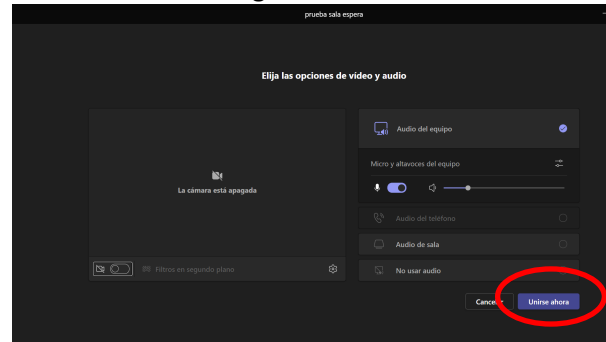 prueba sala espera
Elija las opciones de vídeo y audio
La cámara está apagada
Filtros en segundo plano
Audio del equipo
Micro y altavoces del equipo
Audio del teléfono
Audio de sala
No usar audio
Cancelar
Unirse ahora